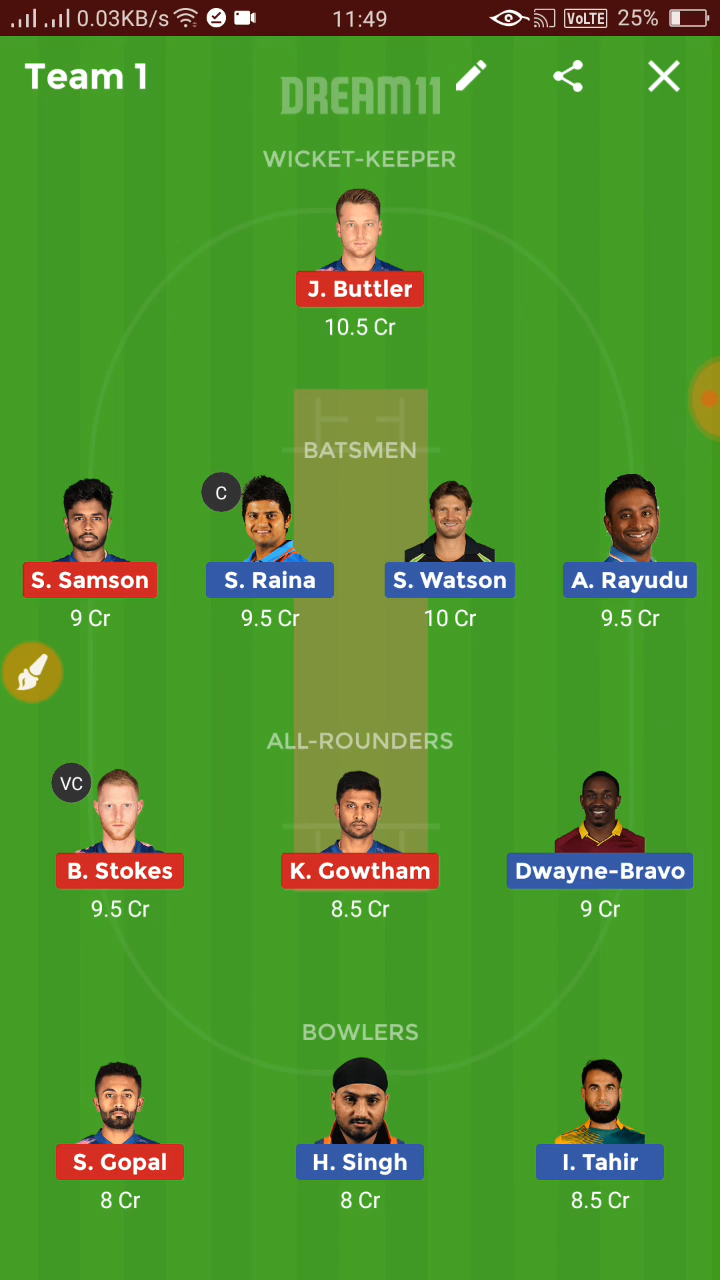 0.03KB/s 11:49 VoLTE 25%
Team 1 DREAM11
WICKET-KEEPER
J. Buttler
10.5 Cr
BATSMEN
C
S. Samson S. Raina S. Watson A. Rayudu
9 Cr 9.5 Cr 10 Cr 9.5 Cr
ALL-ROUNDERS
VC
B. Stokes K. Gowtham Dwayne-Bravo
9.5 Cr 8.5 Cr 9 Cr
BOWLERS
S. Gopal H. Singh I. Tahir
8 Cr 8 Cr 8.5 Cr